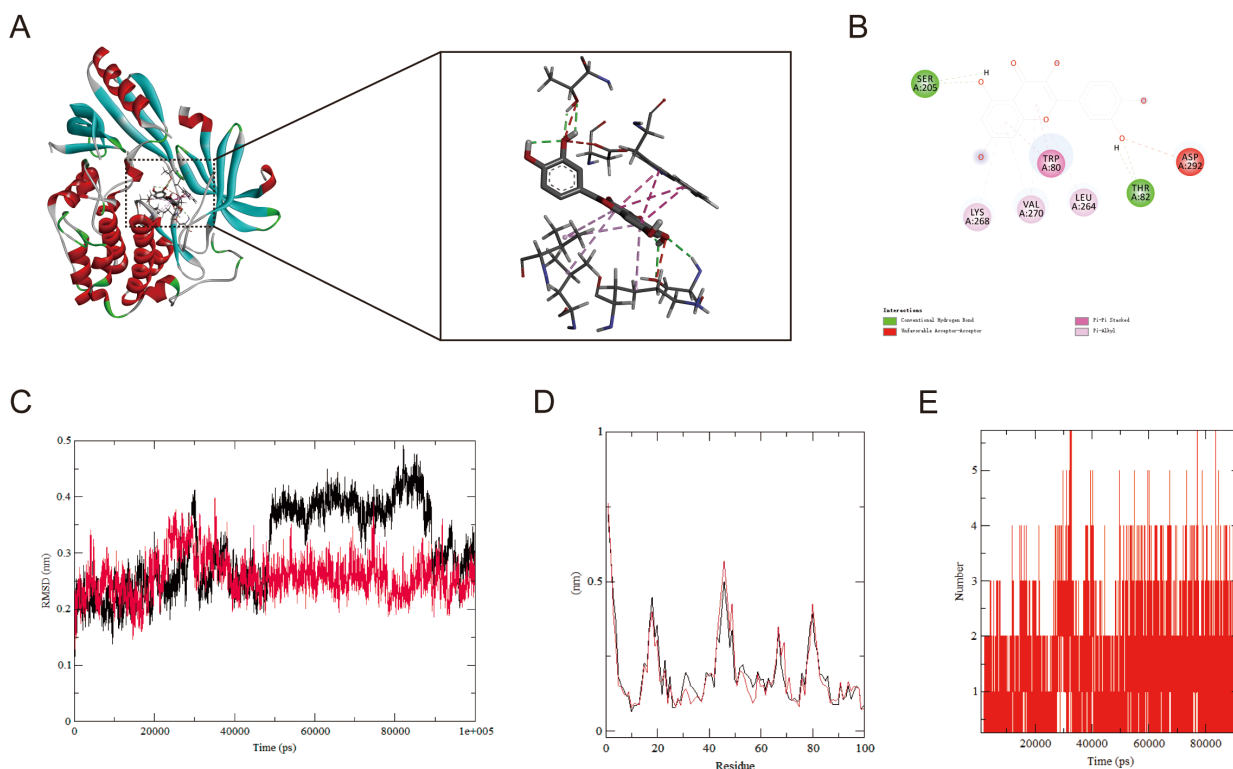 A
B
O
O
H
O
O
O
O
O
H
SER
A:205
TRP
A:80
ASP
A:292
THR
A:82
LEU
A:264
VAL
A:270
LYS
A:268
Interactions
Conventional Hydrogen Bond
Unfavorable Acceptor-Acceptor
Pi-Pi Stacked
Pi-Alkyl
C
0.5
0.4
0.3
0.2
0.1
0
RMSD (nm)
0
20000
40000
60000
80000
1e+005
Time (ps)
D
1
0.5
0
(nm)
0
20
40
60
80
100
Residue
E
5
4
3
2
1
Number
20000
40000
60000
80000
Time (ps)